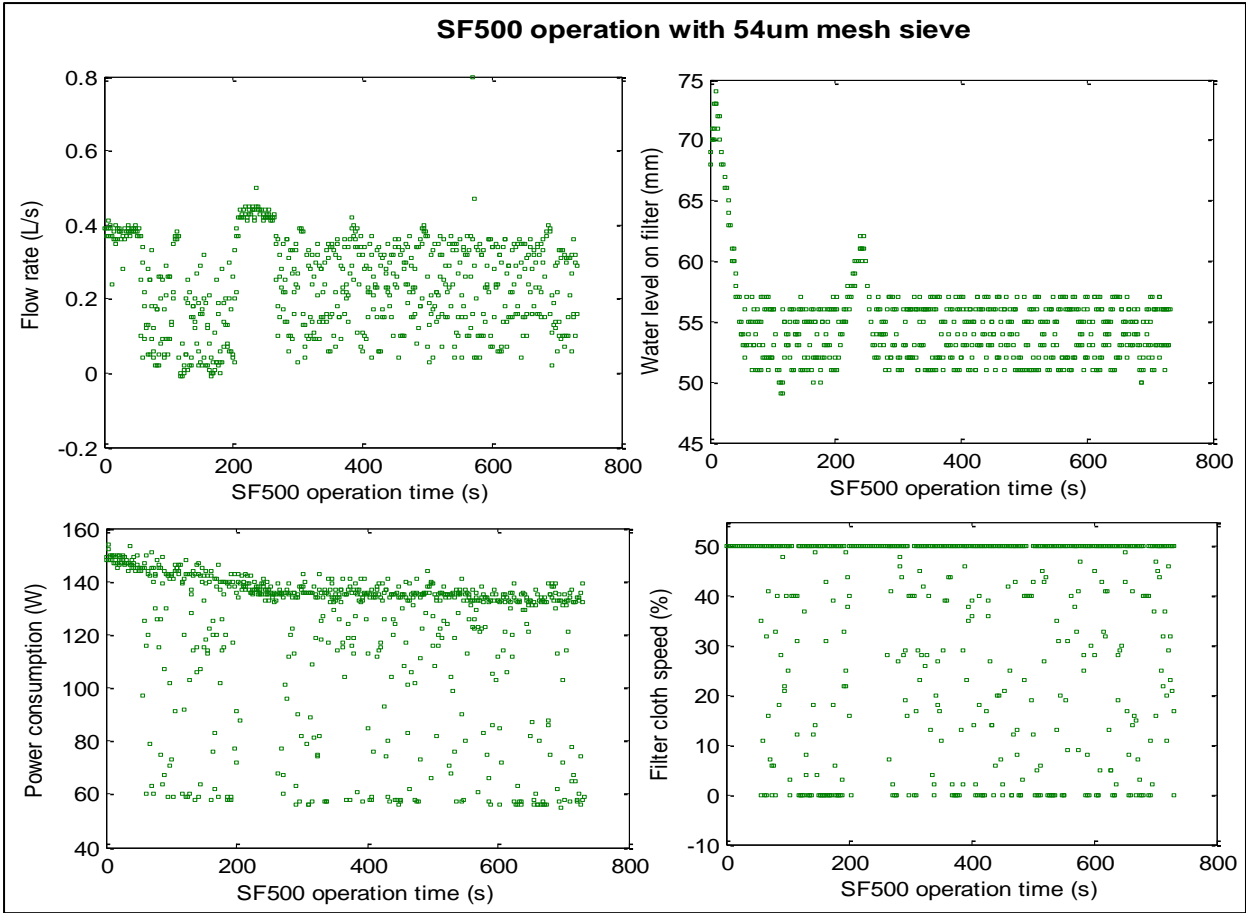 SF500 operation with 54um mesh sieve
0.8
0.6
0.4
0.2
0
-0.2
Flow rate (L/s)
0 200 400 600 800
SF500 operation time (s)
75
70
65
60
55
50
45
Water level on filter (mm)
0 200 400 600 800
SF500 operation time (s)
160
140
120
100
80
60
40
Power consumption (W)
0 200 400 600 800
SF500 operation time (s)
50
40
30
20
10
0
-10
Filter cloth speed (%)
0 200 400 600 800
SF500 operation time (s)